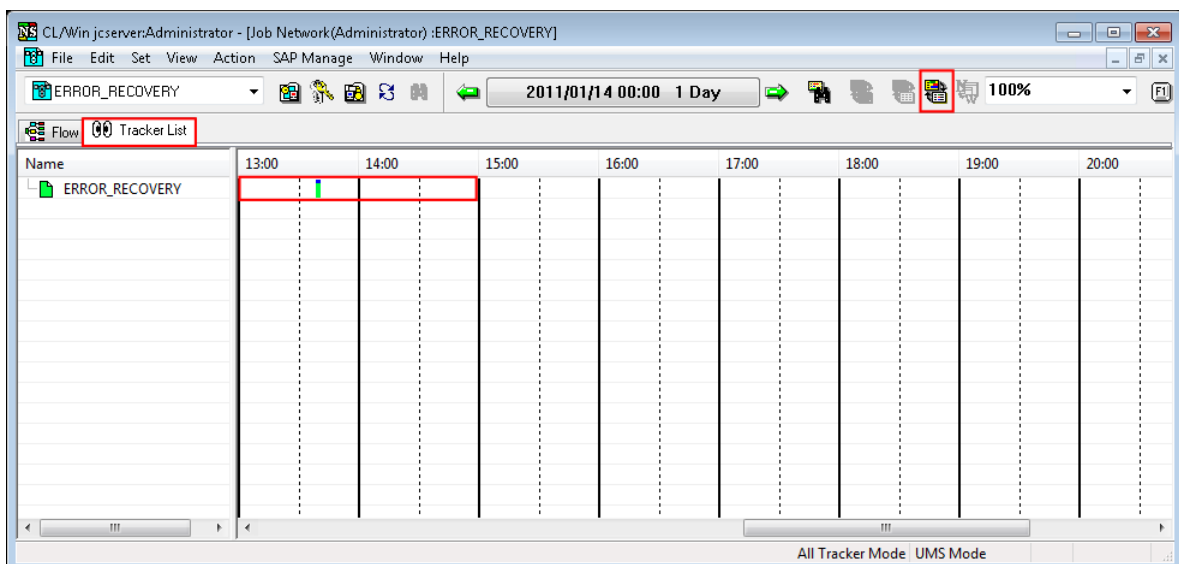 CL/Win jcserver:Administrator - [Job Network(Administrator) :ERROR_RECOVERY]
File Edit Set View Action SAP Manage Window Help
ERROR_RECOVERY 2011/01/14 00:00 1 Day 100% F1
Flow Tracker List
Name 13:00 14:00 15:00 16:00 17:00 18:00 19:00 20:00
ERROR_RECOVERY
All Tracker Mode UMS Mode